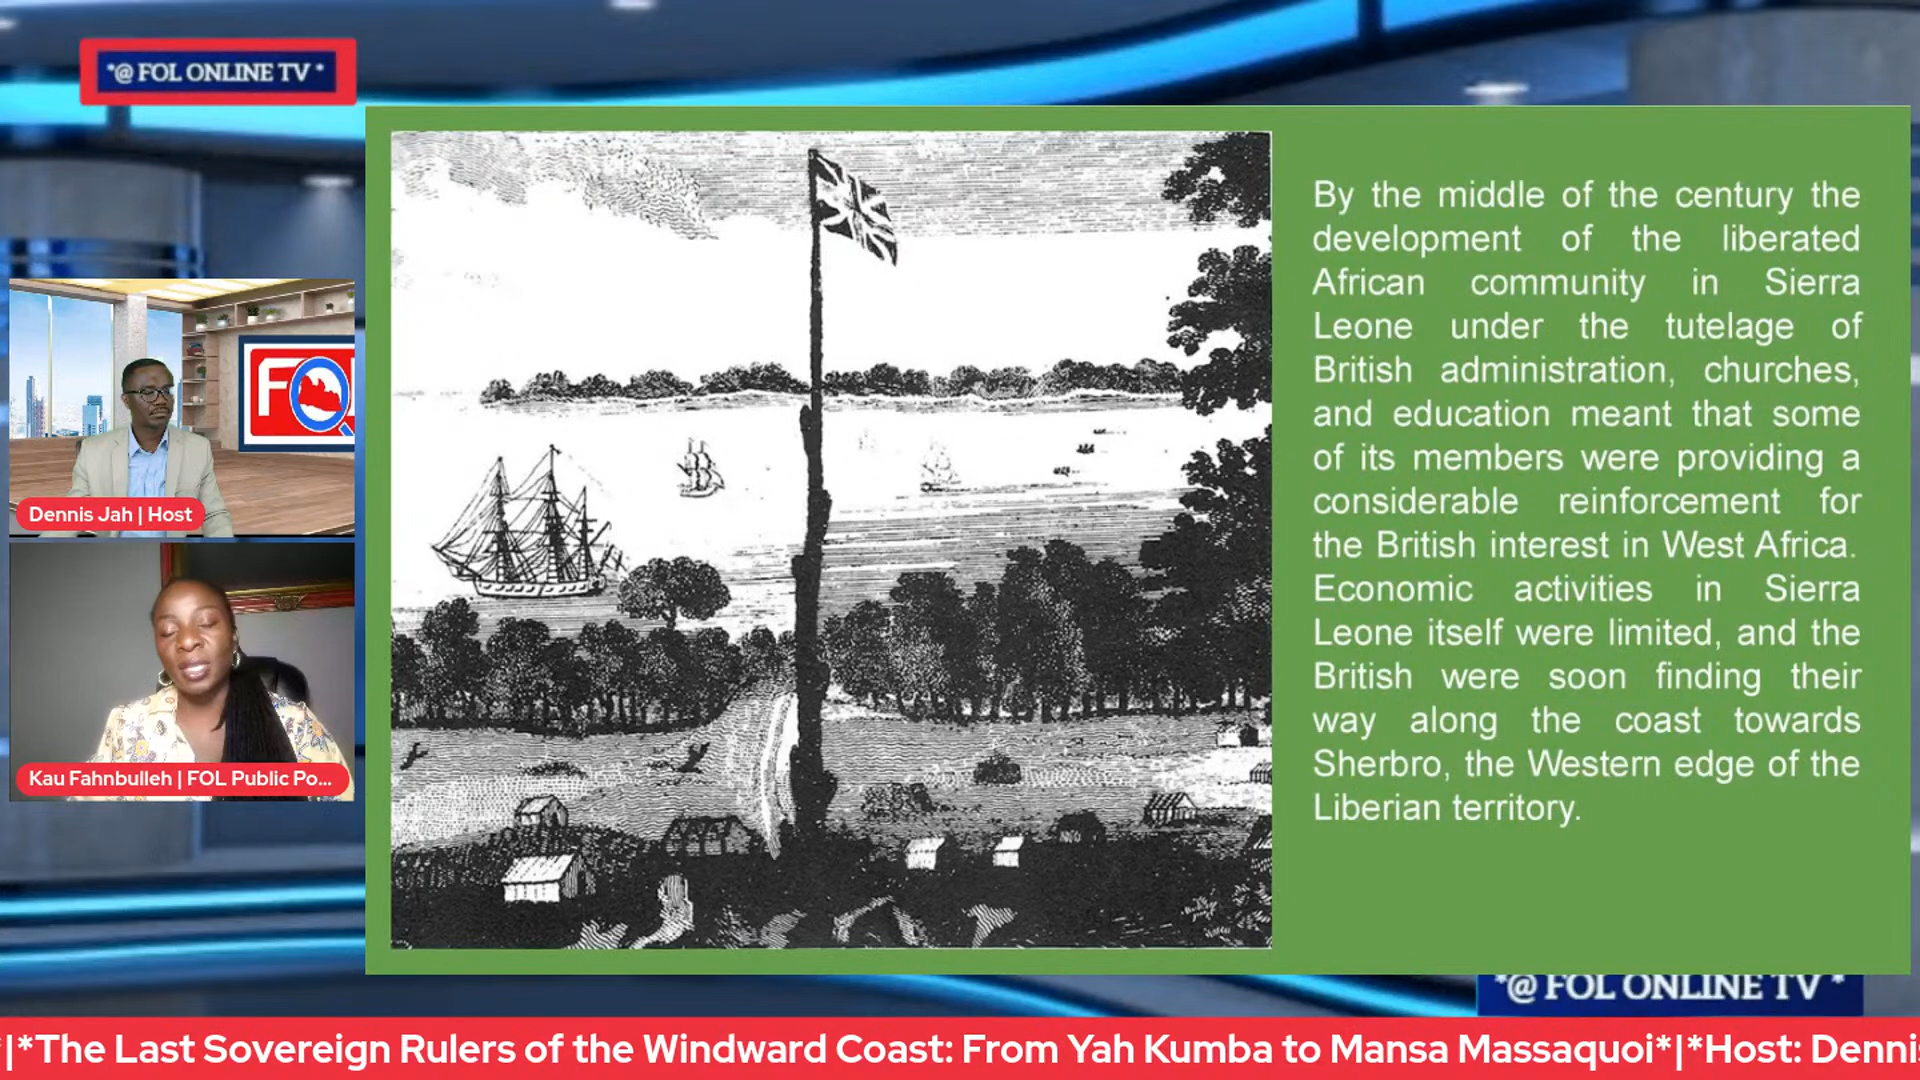 *@ FOL ONLINE TV *
By the middle of the century the
development of the liberated
African community in Sierra
Leone under the tutelage of
British administration, churches,
and education meant that some
of its members were providing a
considerable reinforcement for
the British interest in West Africa.
Economic activities in Sierra
Leone itself were limited, and the
British were soon finding their
way along the coast towards
Sherbro, the Western edge of the
Liberian territory.
Dennis Jah | Host
Kau Fahnbulleh | FOL Public Po...
*@ FOL ONLINE TV *
|*The Last Sovereign Rulers of the Windward Coast: From Yah Kumba to Mansa Massaquoi*|*Host: Denni